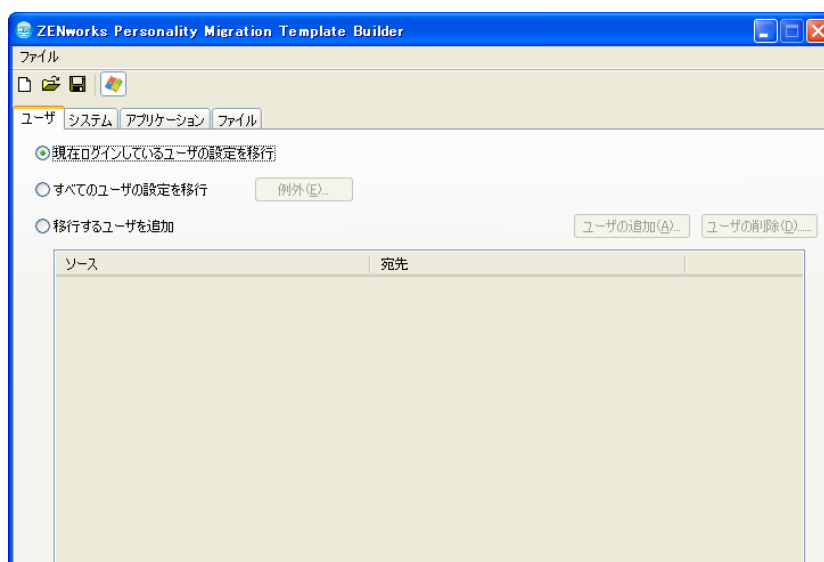 ZENworks Personality Migration Template Builder
ファイル
ユーザ システム アプリケーション ファイル
現在ログインしているユーザの設定を移行
すべてのユーザの設定を移行 例外(E)...
移行するユーザを追加 ユーザの追加(A)... ユーザの削除(D)......
ソース 宛先